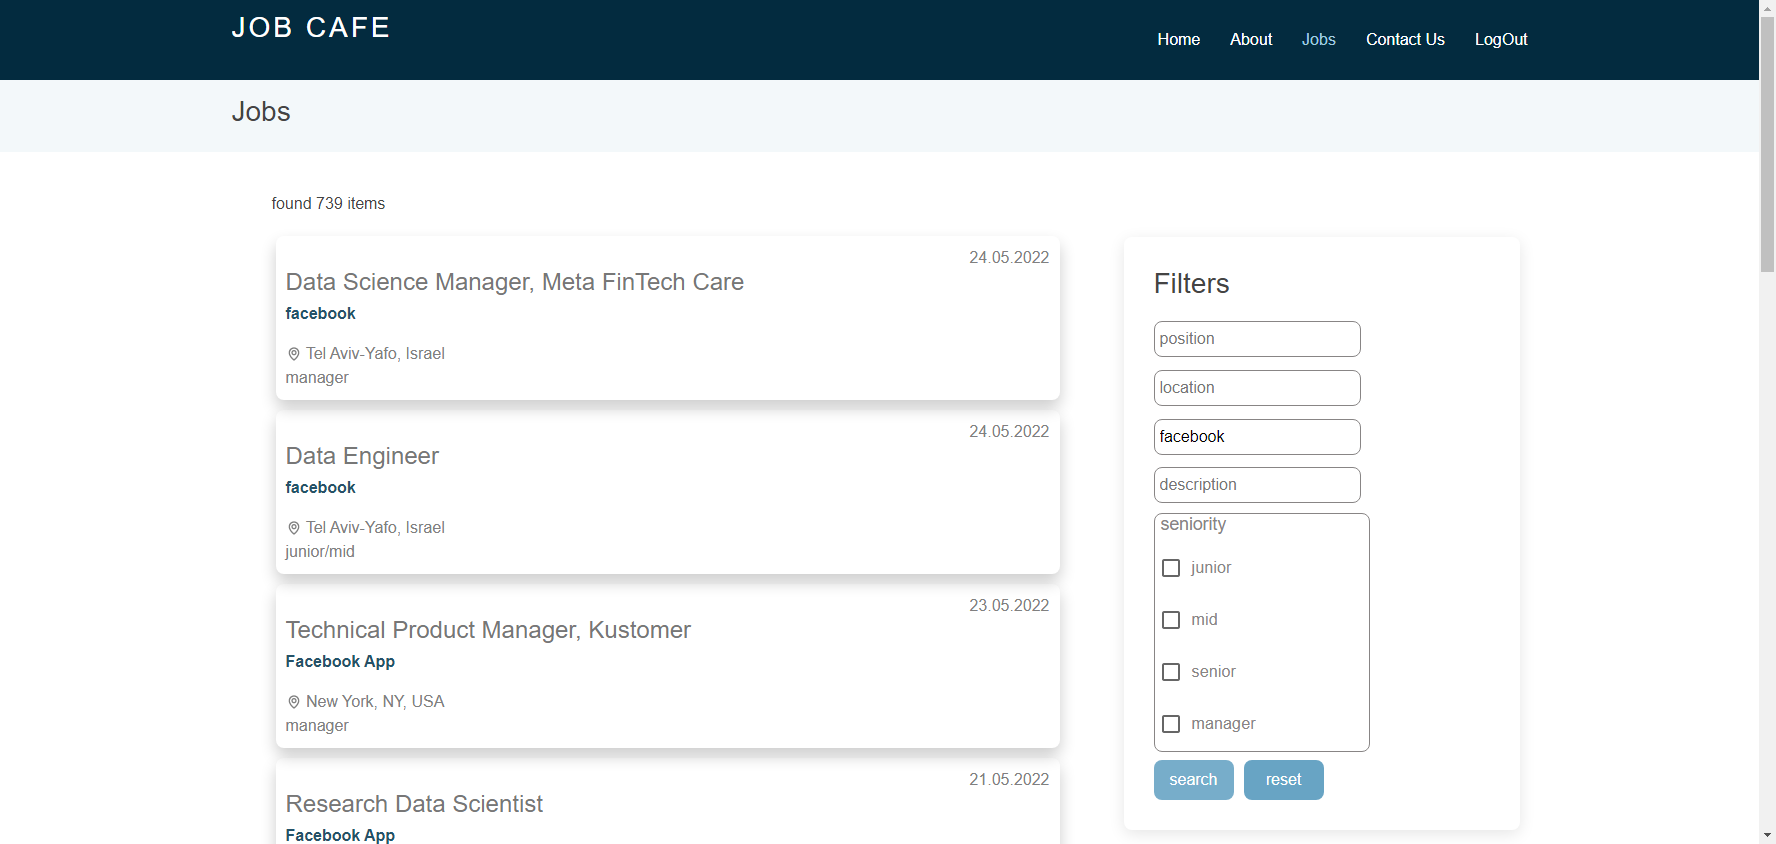 JOB CAFE
Home About Jobs Contact Us LogOut
Jobs
found 739 items
24.05.2022
Data Science Manager, Meta FinTech Care
facebook
Tel Aviv-Yafo, Israel
manager
24.05.2022
Data Engineer
facebook
Tel Aviv-Yafo, Israel
junior/mid
23.05.2022
Technical Product Manager, Kustomer
Facebook App
New York, NY, USA
manager
21.05.2022
Research Data Scientist
Facebook App
Filters
position
location
facebook
description
seniority
junior
mid
senior
manager
search reset